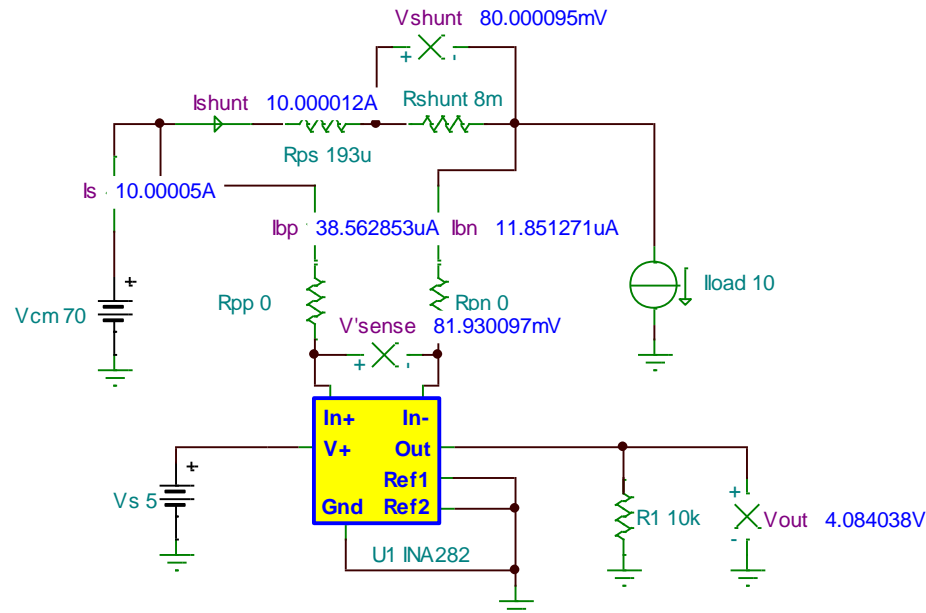 Vshunt 80.000095mV
+ -
Ishunt 10.000012A Rshunt 8m
Rps 193u
Is 10.00005A
Ibp 38.562853uA Ibn 11.851271uA
+
Rpp 0 Rpn 0 Iload 10
Vcm 70
V'sense 81.930097mV
+ -
In+ In-
V+ Out
+
Ref1
+
Vs 5 Gnd Ref2 R1 10k Vout 4.084038V
-
U1 INA282